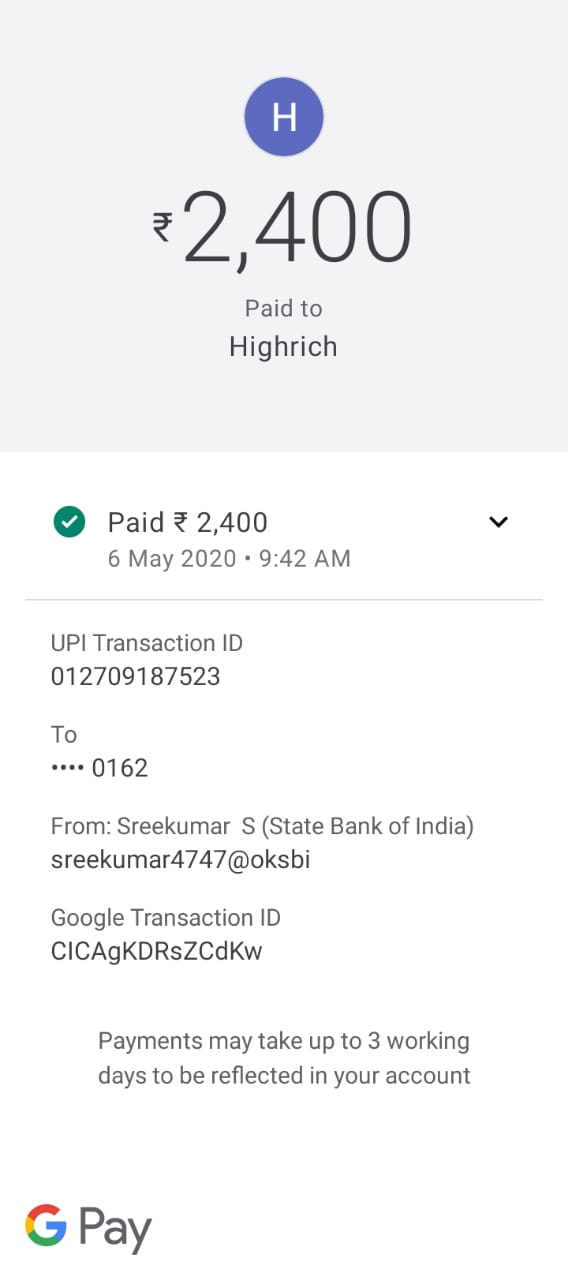 H
₹2,400
Paid to
Highrich
Paid ₹ 2,400
6 May 2020 • 9:42 AM
UPI Transaction ID
012709187523
To
•••• 0162
From: Sreekumar  S (State Bank of India)
sreekumar4747@oksbi
Google Transaction ID
CICAgKDRsZCdKw
Payments may take up to 3 working
days to be reflected in your account
G Pay